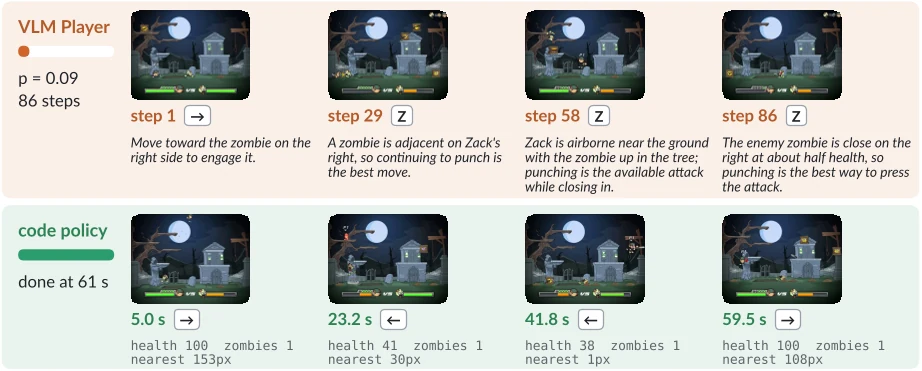 VLM Player
p = 0.09
86 steps
step 1 →
Move toward the zombie on the
right side to engage it.
step 29 Z
A zombie is adjacent on Zack's
right, so continuing to punch is
the best move.
step 58 Z
Zack is airborne near the ground
with the zombie up in the tree;
punching is the available attack
while closing in.
step 86 Z
The enemy zombie is close on the
right at about half health, so
punching is the best way to press
the attack.
code policy
done at 61 s
5.0 s →
health 100 zombies 1
nearest 153px
23.2 s ←
health 41 zombies 1
nearest 30px
41.8 s ←
health 38 zombies 1
nearest 1px
59.5 s →
health 100 zombies 1
nearest 108px